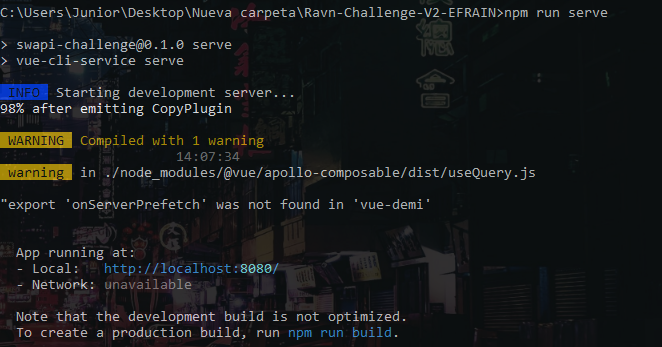 C:\Users\Junior\Desktop\Nueva carpeta\Ravn-Challenge-V2-EFRAIN>npm run serve
> swapi-challenge@0.1.0 serve
> vue-cli-service serve
INFO  Starting development server...
98% after emitting CopyPlugin
WARNING  Compiled with 1 warning
14:07:34
warning  in ./node_modules/@vue/apollo-composable/dist/useQuery.js
"export 'onServerPrefetch' was not found in 'vue-demi'
App running at:
- Local:   http://localhost:8080/
- Network: unavailable
Note that the development build is not optimized.
To create a production build, run npm run build.